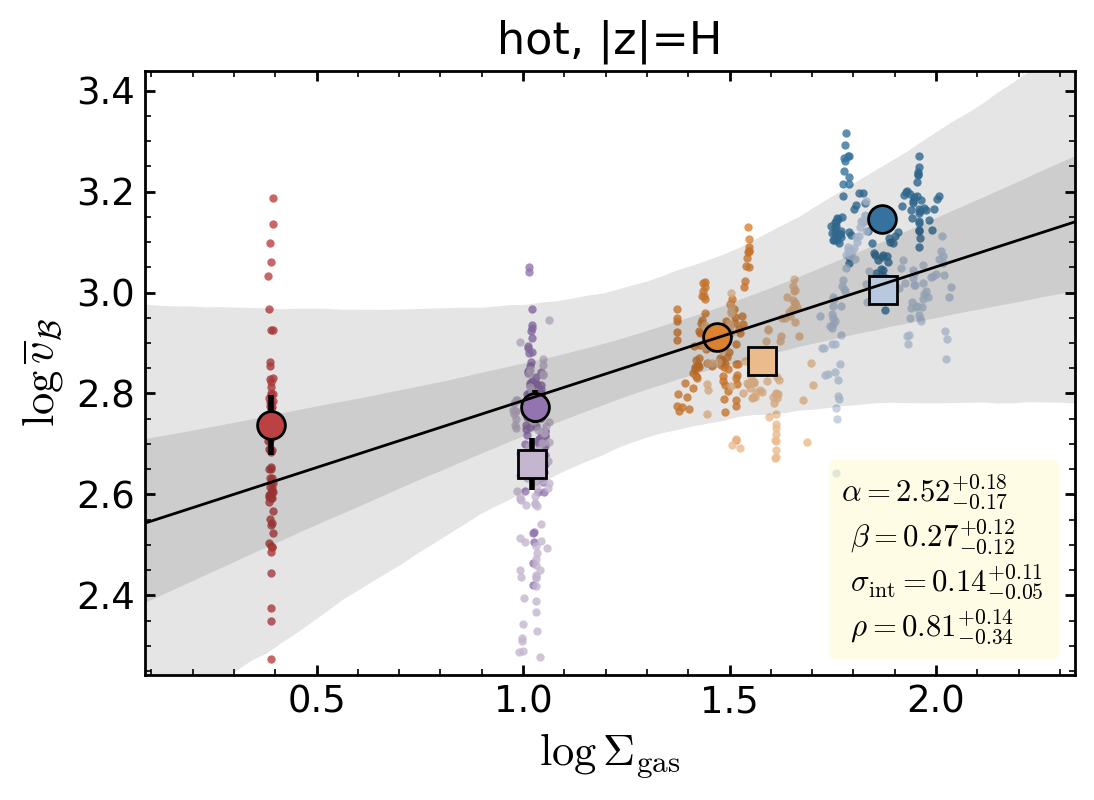 hot, |z|=H
3.4
3.2
3.0
2.8
2.6
2.4
log v̅_ℬ
α = 2.52^{+0.18}_{−0.17}
β = 0.27^{+0.12}_{−0.12}
σ_int = 0.14^{+0.11}_{−0.05}
ρ = 0.81^{+0.14}_{−0.34}
0.5 1.0 1.5 2.0
log Σ_gas